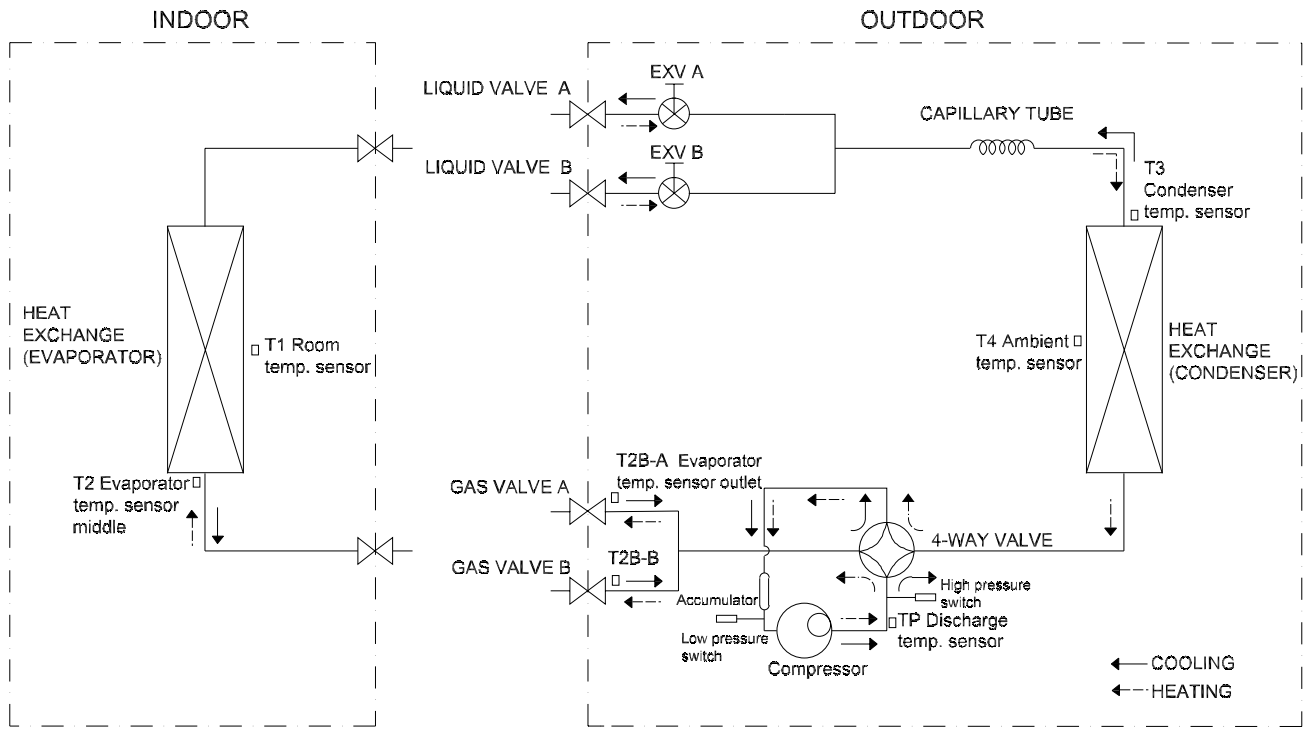 INDOOR
OUTDOOR
LIQUID VALVE A
EXV A
CAPILLARY TUBE
LIQUID VALVE B
EXV B
T3
Condenser
temp. sensor
HEAT
EXCHANGE
(EVAPORATOR)
T1 Room
temp. sensor
T4 Ambient
temp. sensor
HEAT
EXCHANGE
(CONDENSER)
T2 Evaporator
temp. sensor
middle
T2B-A Evaporator
temp. sensor outlet
GAS VALVE A
4-WAY VALVE
GAS VALVE B
T2B-B
Accumulator
High pressure
switch
Low pressure
switch
TP Discharge
temp. sensor
Compressor
COOLING
HEATING